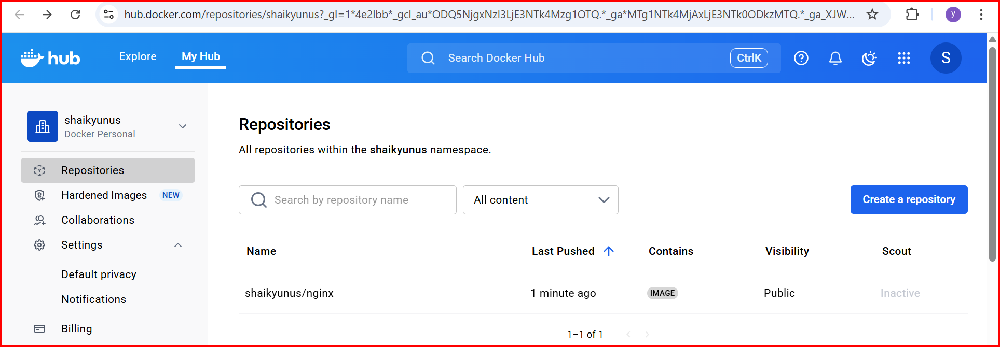 hub.docker.com/repositories/shaikyunus?_gl=1*4e2lbb*_gcl_au*ODQ5NjgxNzI3LjE3NTk4Mzg1OTQ.*_ga*MTg1NTk4MjAxLjE3NTk0ODkzMTQ.*_ga_XJW...
y
hub
Explore
My Hub
Search Docker Hub
CtrlK
S
shaikyunus
Docker Personal
Repositories
Hardened Images NEW
Collaborations
Settings
Default privacy
Notifications
Billing
Repositories
All repositories within the shaikyunus namespace.
Search by repository name
All content
Create a repository
Name Last Pushed Contains Visibility Scout
shaikyunus/nginx 1 minute ago IMAGE Public Inactive
1–1 of 1